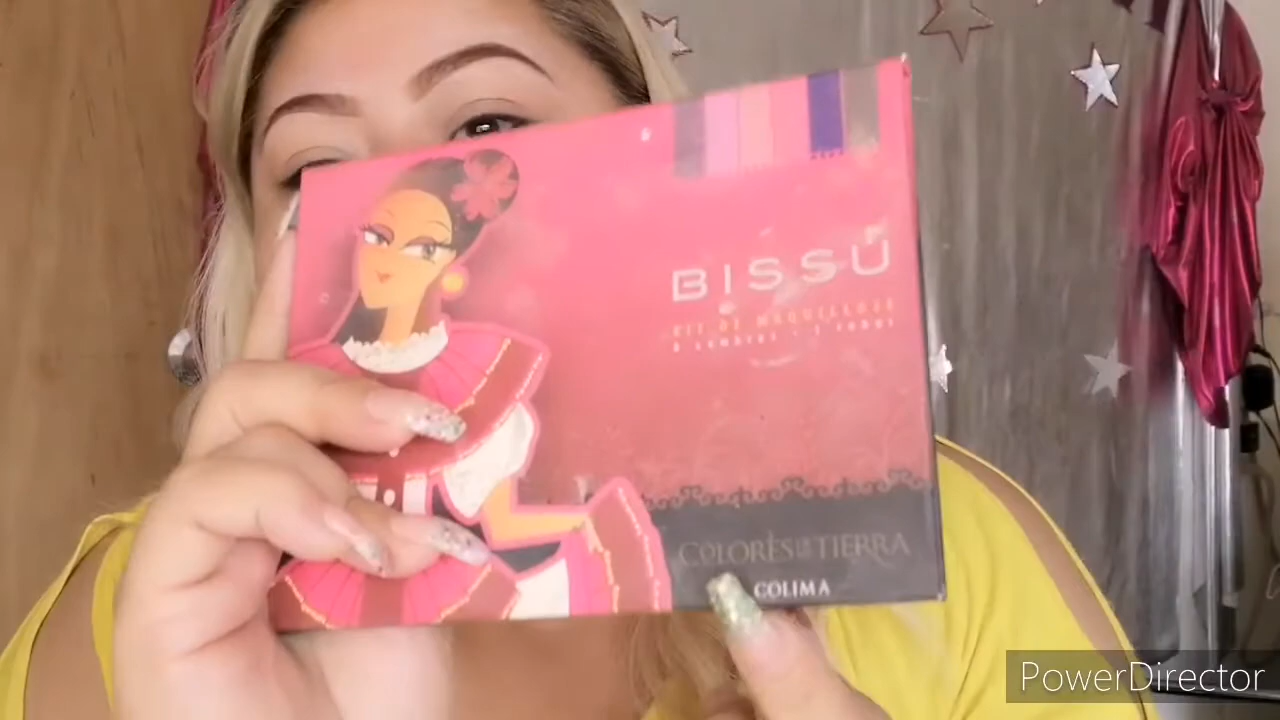 BISSÚ
KIT DE MAQUILLAJE
COLORES DE LA TIERRA
COLIMA
PowerDirector